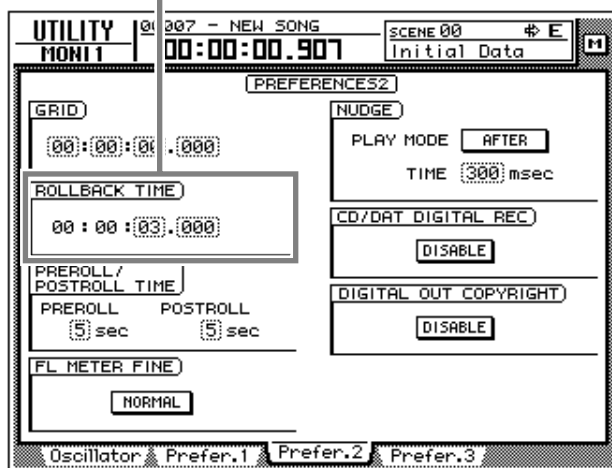 UTILITY
MONI 1
00007 - NEW SONG
00:00:00.907
SCENE 00 E
Initial Data
M
PREFERENCES2
GRID
00:00:00.000
ROLLBACK TIME
00:00:03.000
PREROLL/
POSTROLL TIME
PREROLL POSTROLL
5 sec 5 sec
FL METER FINE
NORMAL
NUDGE
PLAY MODE AFTER
TIME 300 msec
CD/DAT DIGITAL REC
DISABLE
DIGITAL OUT COPYRIGHT
DISABLE
Oscillator Prefer.1 Prefer.2 Prefer.3